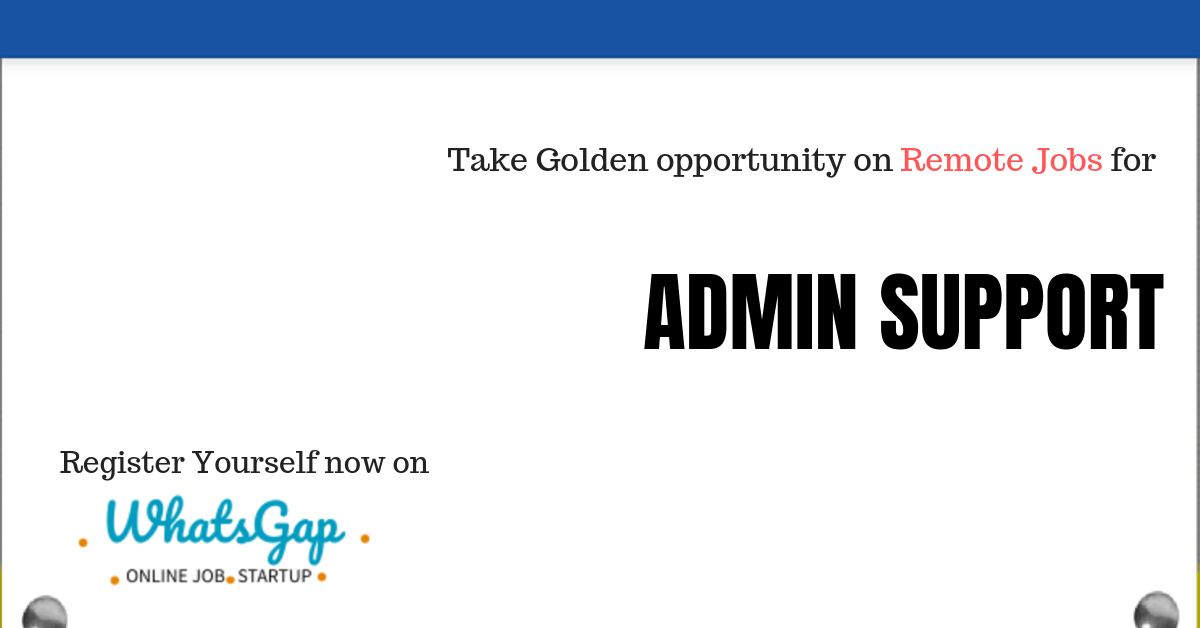 Take Golden opportunity on Remote Jobs for
ADMIN SUPPORT
Register Yourself now on
WhatsGap
ONLINE JOB STARTUP